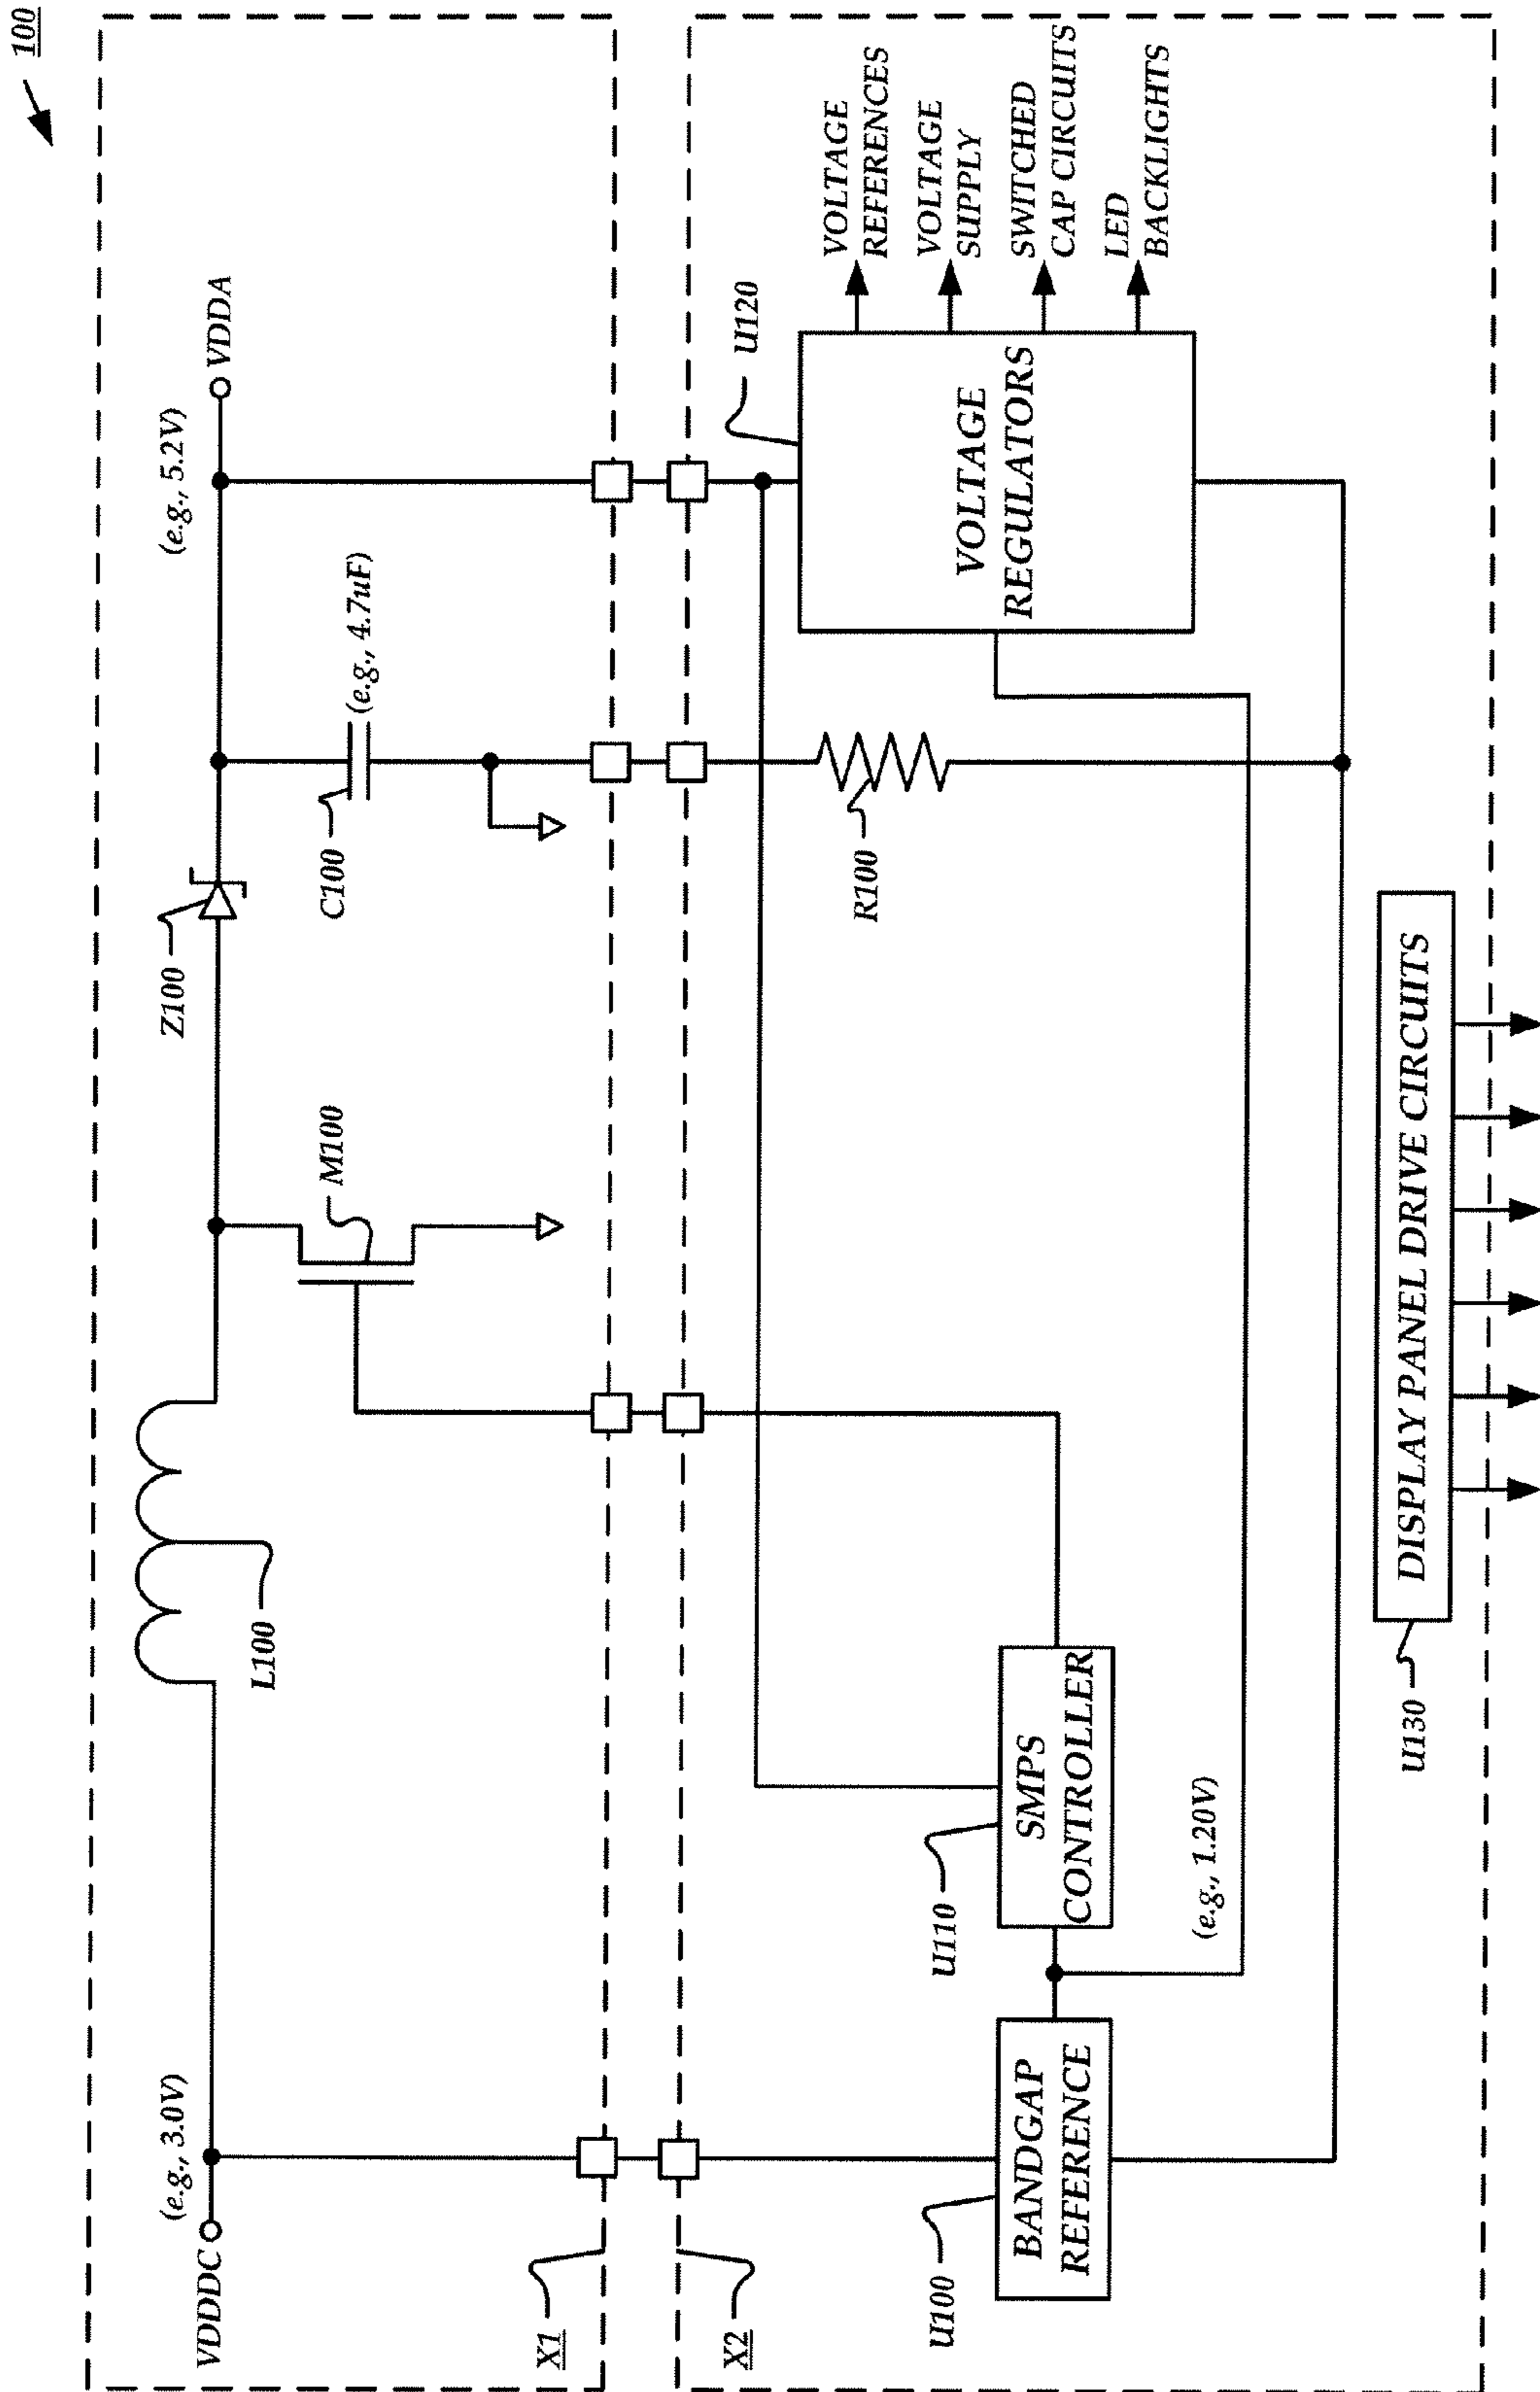 100
VDDDC
(e.g., 3.0V)
L100
M100
Z100
C100
(e.g., 4.7uF)
(e.g., 5.2V)
VDDA
X1
X2
U100
BANDGAP
REFERENCE
U110
SMPS
CONTROLLER
(e.g., 1.20V)
R100
U120
VOLTAGE
REGULATORS
VOLTAGE
REFERENCES
VOLTAGE
SUPPLY
SWITCHED
CAP CIRCUITS
LED
BACKLIGHTS
U130
DISPLAY PANEL DRIVE CIRCUITS